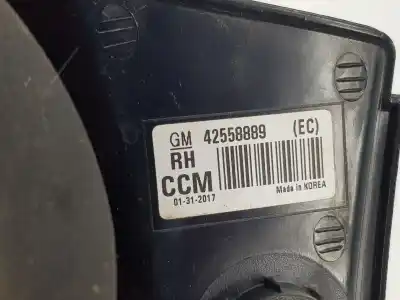 GM 42558889 (EC)
RH
CCM
01-31-2017 Made in KOREA